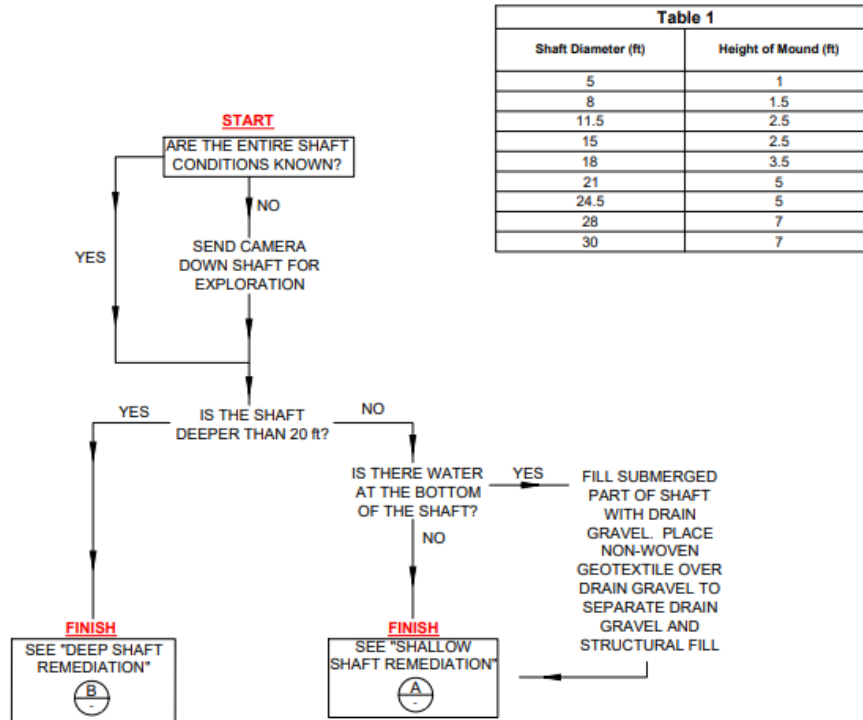 Table 1
Shaft Diameter (ft) Height of Mound (ft)
5 1
8 1.5
11.5 2.5
15 2.5
18 3.5
21 5
24.5 5
28 7
30 7
START
ARE THE ENTIRE SHAFT
CONDITIONS KNOWN?
YES
NO
SEND CAMERA
DOWN SHAFT FOR
EXPLORATION
IS THE SHAFT
DEEPER THAN 20 ft?
YES
NO
IS THERE WATER
AT THE BOTTOM
OF THE SHAFT?
YES
FILL SUBMERGED
PART OF SHAFT
WITH DRAIN
GRAVEL. PLACE
NON-WOVEN
GEOTEXTILE OVER
DRAIN GRAVEL TO
SEPARATE DRAIN
GRAVEL AND
STRUCTURAL FILL
NO
FINISH
SEE "DEEP SHAFT
REMEDIATION"
B
-
FINISH
SEE "SHALLOW
SHAFT REMEDIATION"
A
-